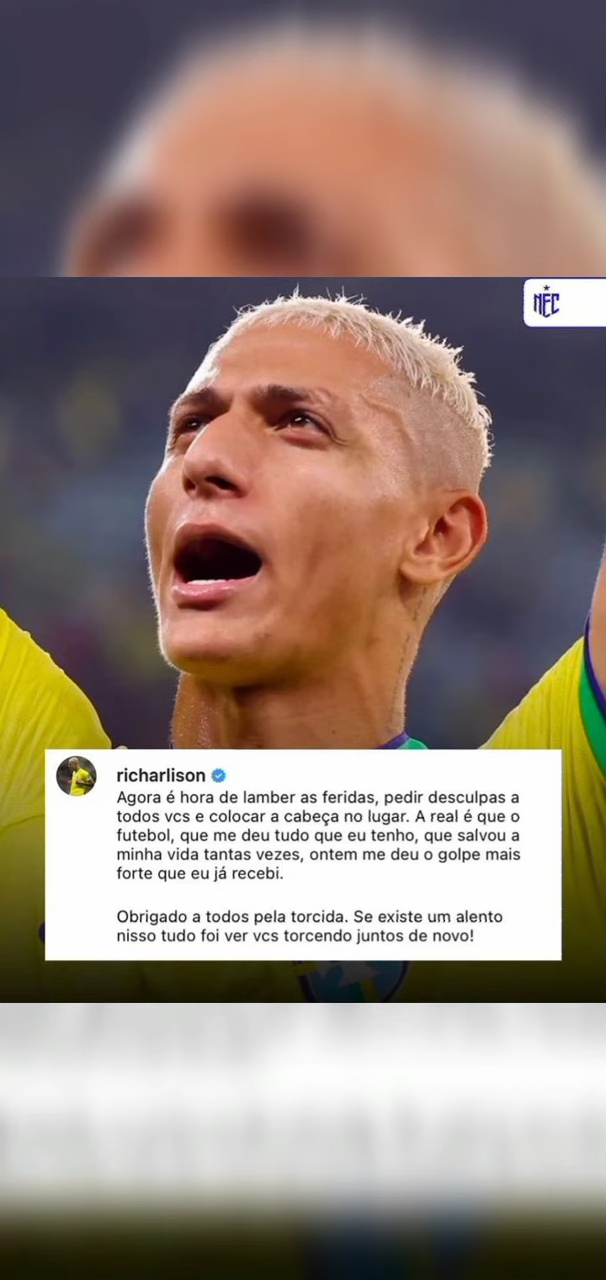 NFC
richarlison
Agora é hora de lamber as feridas, pedir desculpas a
todos vcs e colocar a cabeça no lugar. A real é que o
futebol, que me deu tudo que eu tenho, que salvou a
minha vida tantas vezes, ontem me deu o golpe mais
forte que eu já recebi.
Obrigado a todos pela torcida. Se existe um alento
nisso tudo foi ver vcs torcendo juntos de novo!